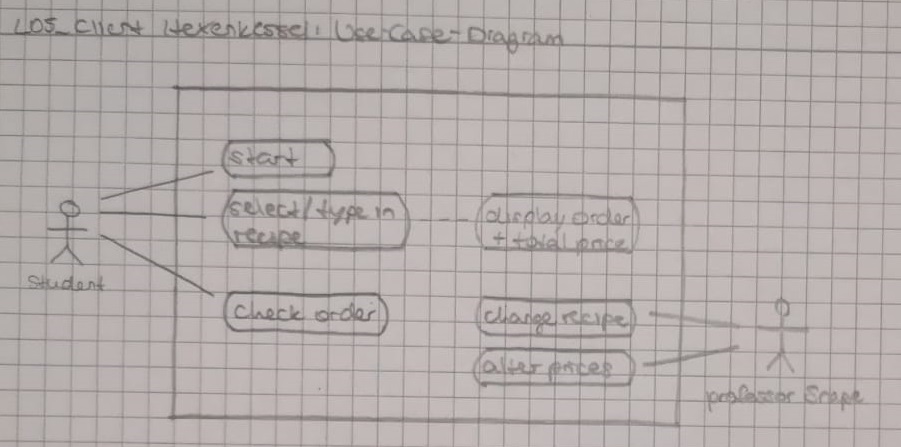 L05_Client Hexenkessel: Use-Case-Diagram
start
select/type in
recipe
display order
+ total price
Student
check order
change recipe
alter prices
professor Snape